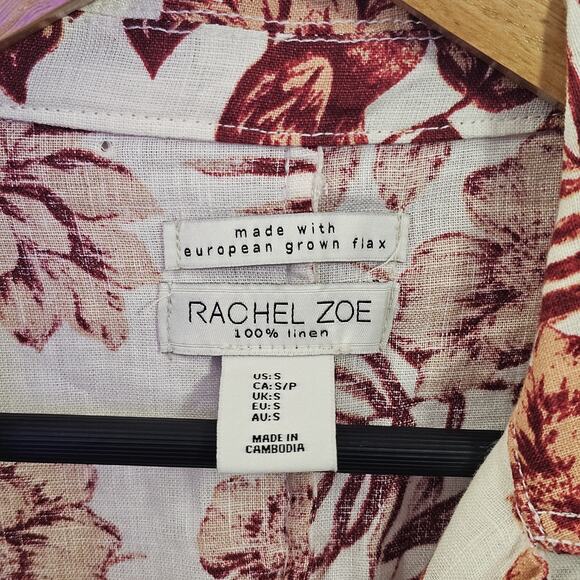 made with
european grown flax
RACHEL ZOE
100% linen
US: S
CA: S/P
UK: S
EU: S
AU: S
MADE IN
CAMBODIA